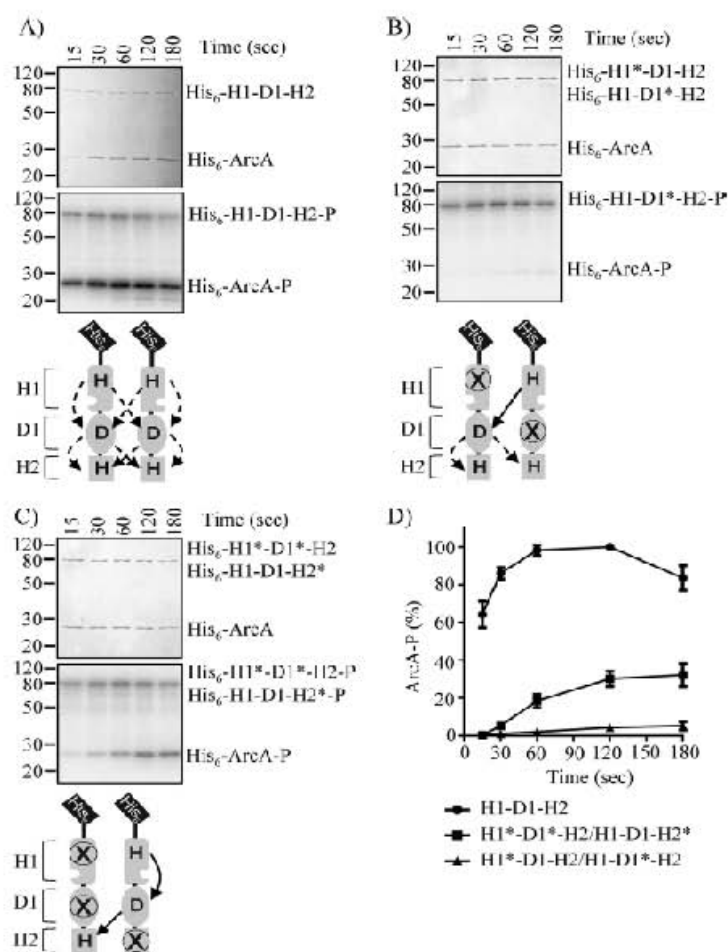 A)
15 30 60 120 180 Time (sec)
120
80
50
30
20
His6-H1-D1-H2
His6-ArcA
120
80
50
30
20
His6-H1-D1-H2-P
His6-ArcA-P
His6 His6
H1 H H
D1 D D
H2 H H
B)
15 30 60 120 180 Time (sec)
120
80
50
30
20
His6-H1*-D1-H2
His6-H1-D1*-H2
His6-ArcA
120
80
50
30
20
His6-H1-D1*-H2-P
His6-ArcA-P
His6 His6
H1 X H
D1 D X
H2 H H
C)
15 30 60 120 180 Time (sec)
120
80
50
30
20
His6-H1*-D1*-H2
His6-H1-D1-H2*
His6-ArcA
120
80
50
30
20
His6-H1*-D1*-H2-P
His6-H1-D1-H2*-P
His6-ArcA-P
His6 His6
H1 X H
D1 X D
H2 H X
D)
ArcA-P (%)
100
80
60
40
20
0
0 30 60 90 120 150 180
Time (sec)
H1-D1-H2
H1*-D1*-H2/H1-D1-H2*
H1*-D1-H2/H1-D1*-H2